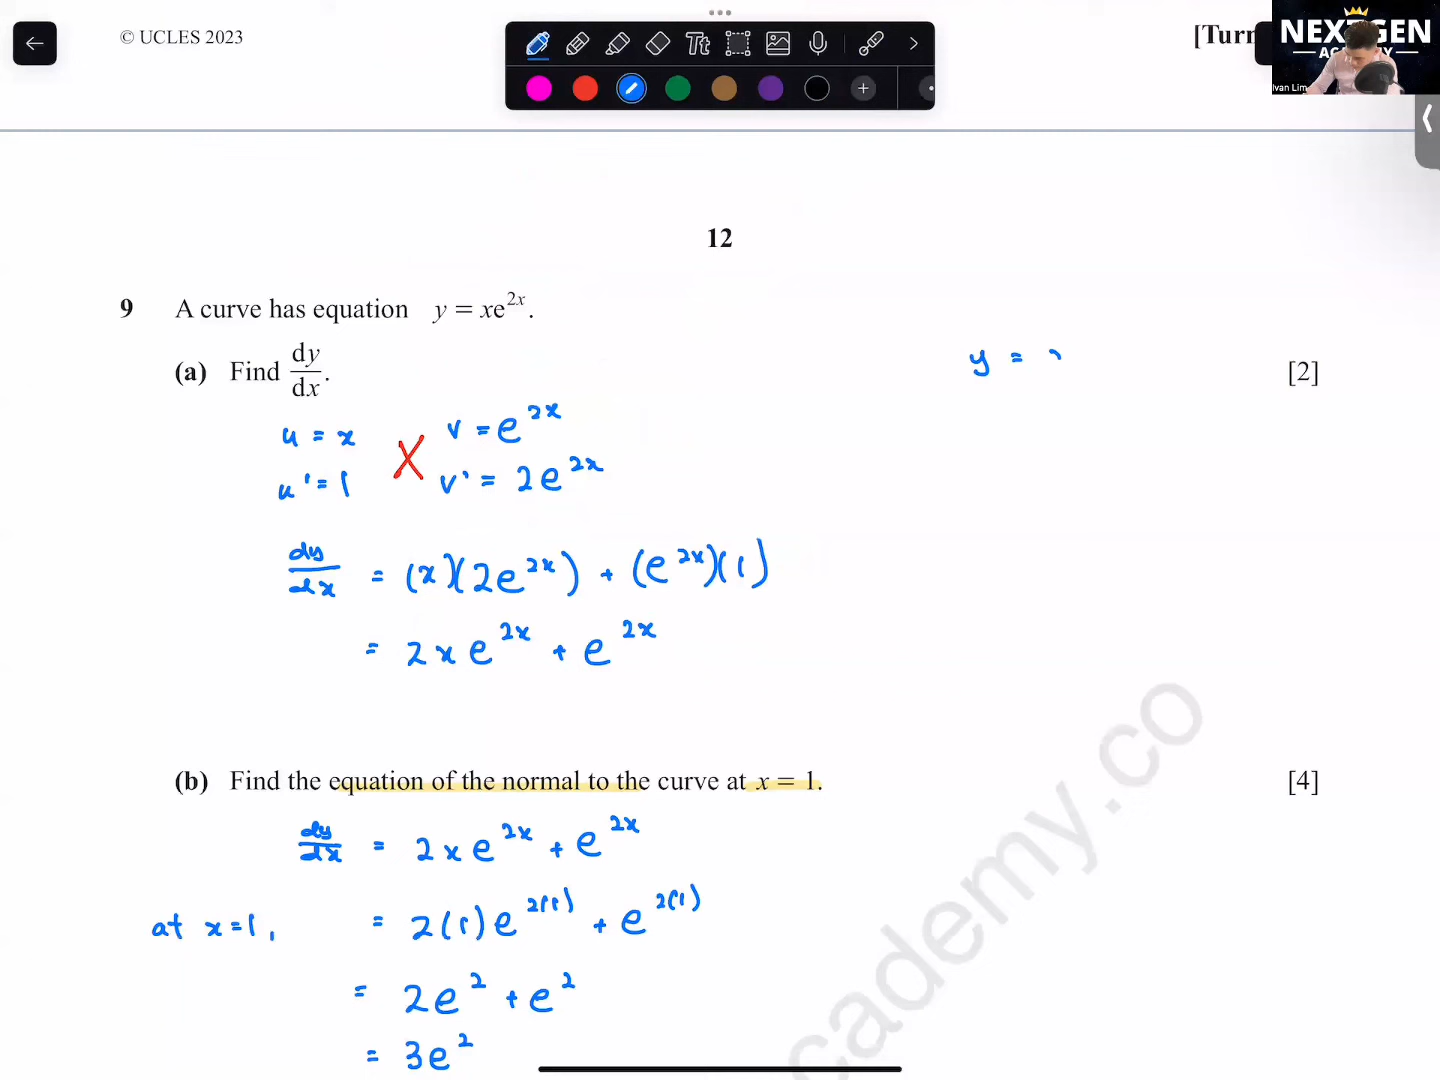 © UCLES 2023
[Turn
NEXTGEN
ACADEMY
Ivan Lim
Tt
12
9 A curve has equation y = xe^{2x}.
(a) Find dy/dx. [2]
y =
u = x v = e^{2x}
u' = 1 v' = 2e^{2x}
dy/dx = (x)(2e^{2x}) + (e^{2x})(1)
= 2xe^{2x} + e^{2x}
(b) Find the equation of the normal to the curve at x = 1. [4]
dy/dx = 2xe^{2x} + e^{2x}
at x=1, = 2(1)e^{2(1)} + e^{2(1)}
= 2e^2 + e^2
= 3e^2
cademy.co